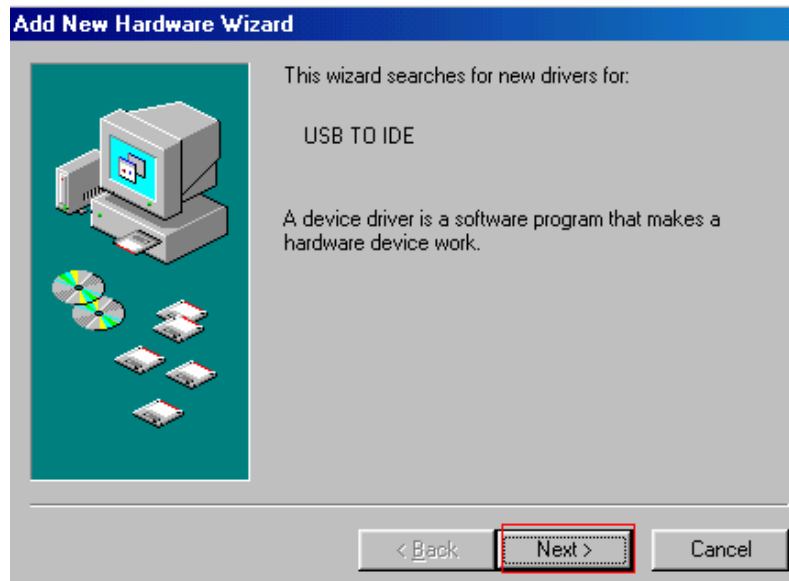 Add New Hardware Wizard
This wizard searches for new drivers for:
USB TO IDE
A device driver is a software program that makes a
hardware device work.
< Back
Next >
Cancel